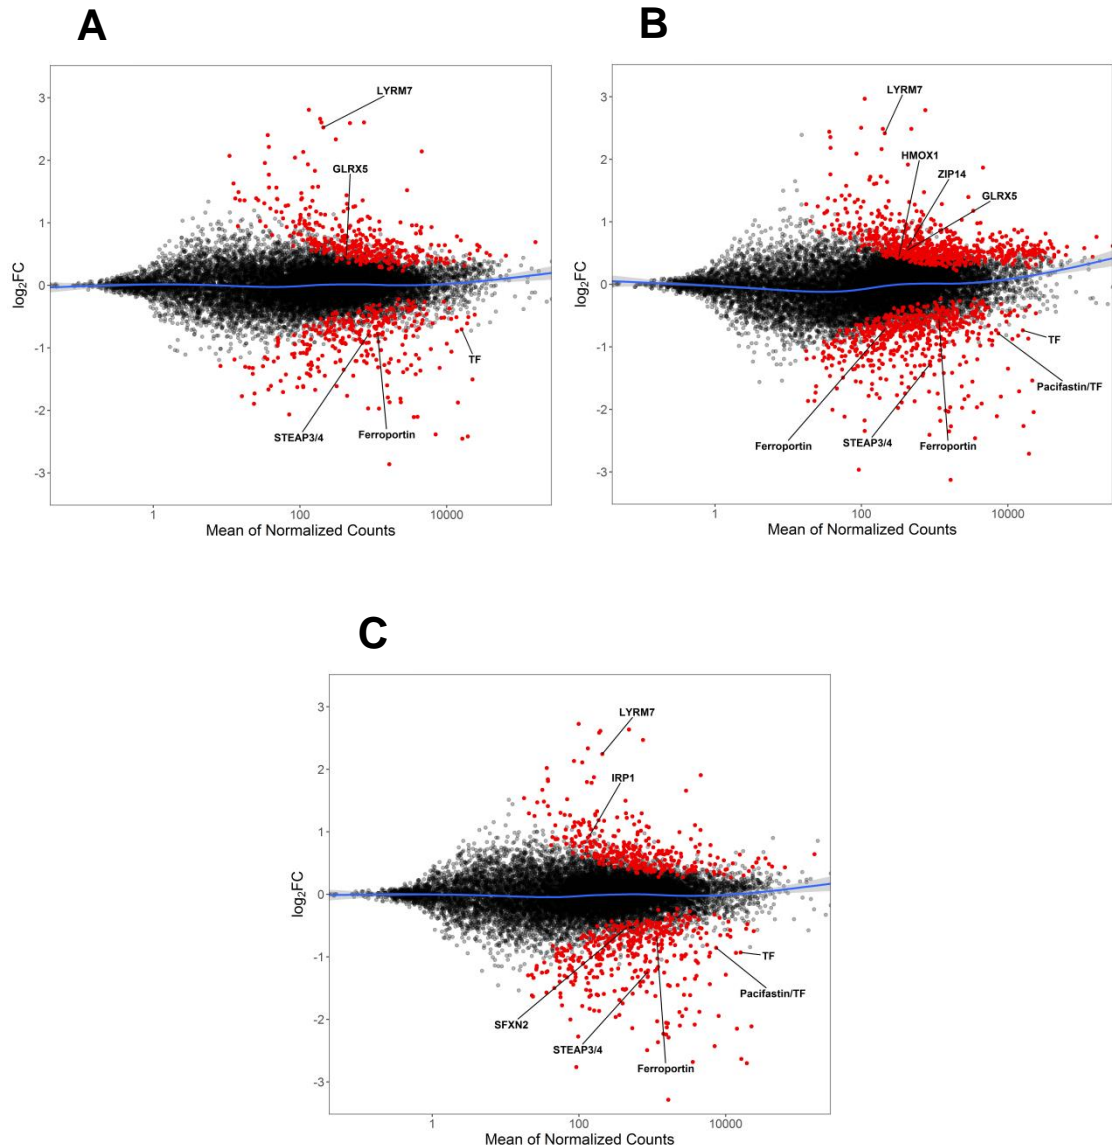 A
3
2
1
0
-1
-2
-3
log2FC
LYRM7
GLRX5
TF
STEAP3/4
Ferroportin
1
100
10000
Mean of Normalized Counts
B
3
2
1
0
-1
-2
-3
log2FC
LYRM7
HMOX1
ZIP14
GLRX5
TF
Pacifastin/TF
Ferroportin
STEAP3/4
Ferroportin
1
100
10000
Mean of Normalized Counts
C
3
2
1
0
-1
-2
-3
log2FC
LYRM7
IRP1
TF
Pacifastin/TF
SFXN2
STEAP3/4
Ferroportin
1
100
10000
Mean of Normalized Counts